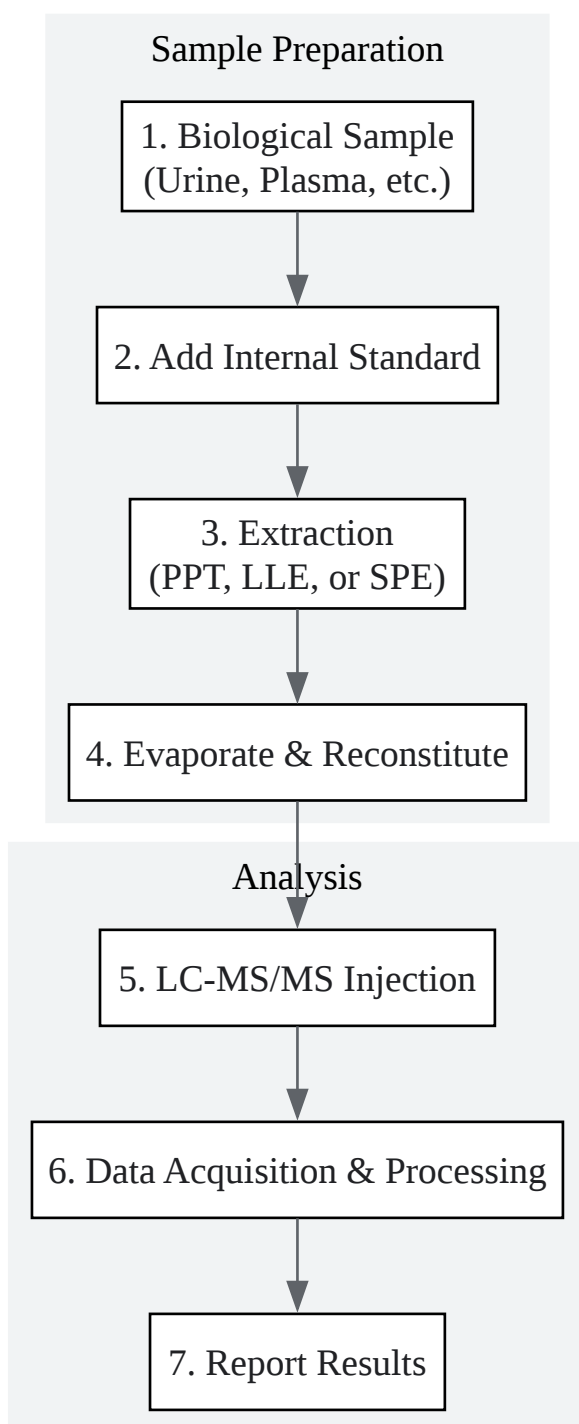 Sample Preparation
1. Biological Sample
(Urine, Plasma, etc.)
2. Add Internal Standard
3. Extraction
(PPT, LLE, or SPE)
4. Evaporate & Reconstitute
Analysis
5. LC-MS/MS Injection
6. Data Acquisition & Processing
7. Report Results